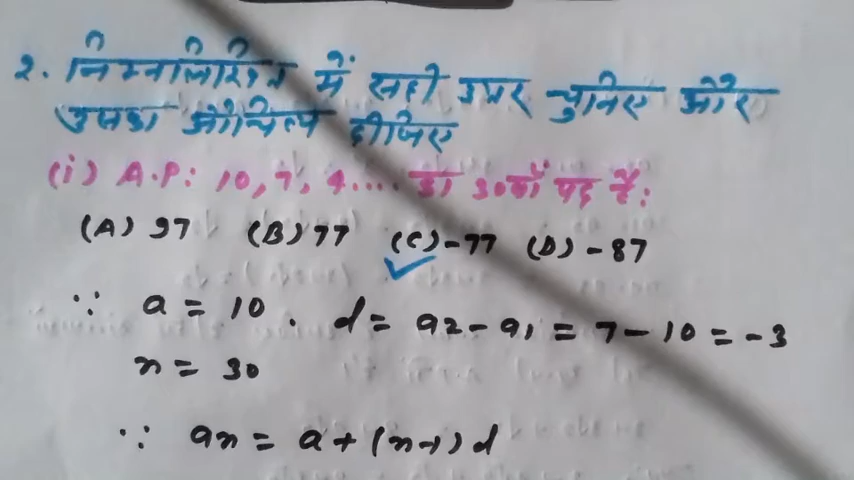 २. निम्नलिखित में सही उत्तर चुनिए और
उसका औचित्य दीजिए
(i) A.P: 10, 7, 4.... का 30वाँ पद है:
(A) 97 (B) 77 (C) -77 (D) -87
∵ a = 10 . d = a2 - a1 = 7 - 10 = -3
n = 30
∵ an = a + (n-1) d